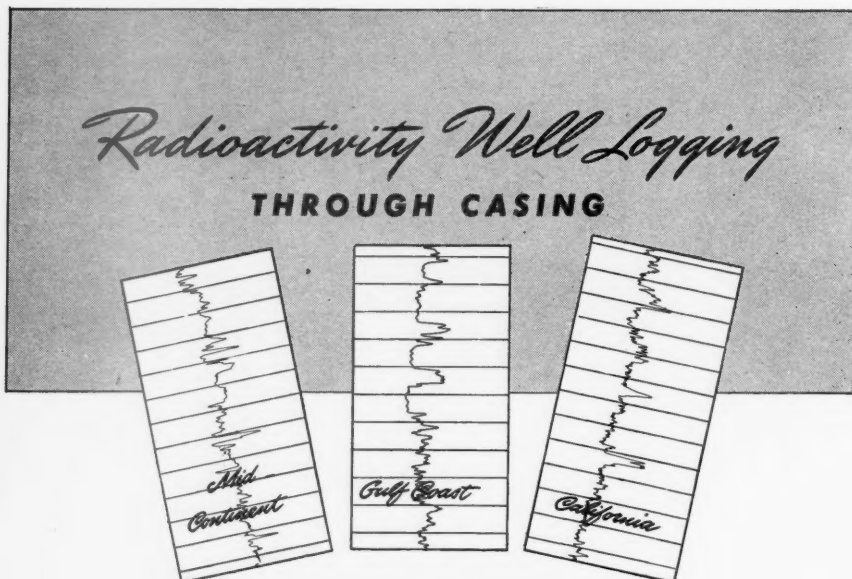 Radioactivity Well Logging
THROUGH CASING
Mid
Continent
Gulf Coast
California